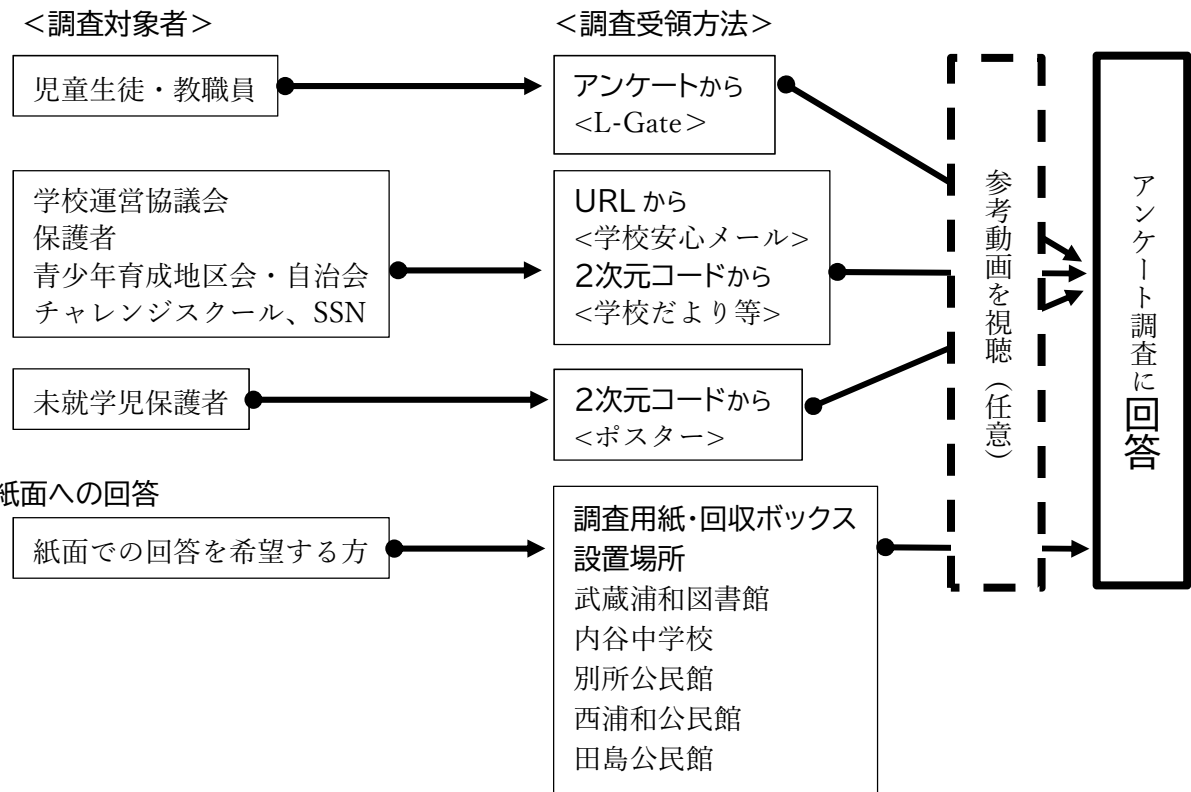 <調査対象者>
<調査受領方法>
児童生徒・教職員
アンケートから
<L-Gate>
学校運営協議会
保護者
青少年育成地区会・自治会
チャレンジスクール、SSN
URL から
<学校安心メール>
2次元コードから
<学校だより等>
未就学児保護者
2次元コードから
<ポスター>
紙面への回答
紙面での回答を希望する方
調査用紙・回収ボックス
設置場所
武蔵浦和図書館
内谷中学校
別所公民館
西浦和公民館
田島公民館
参考動画を視聴（任意）
アンケート調査に回答